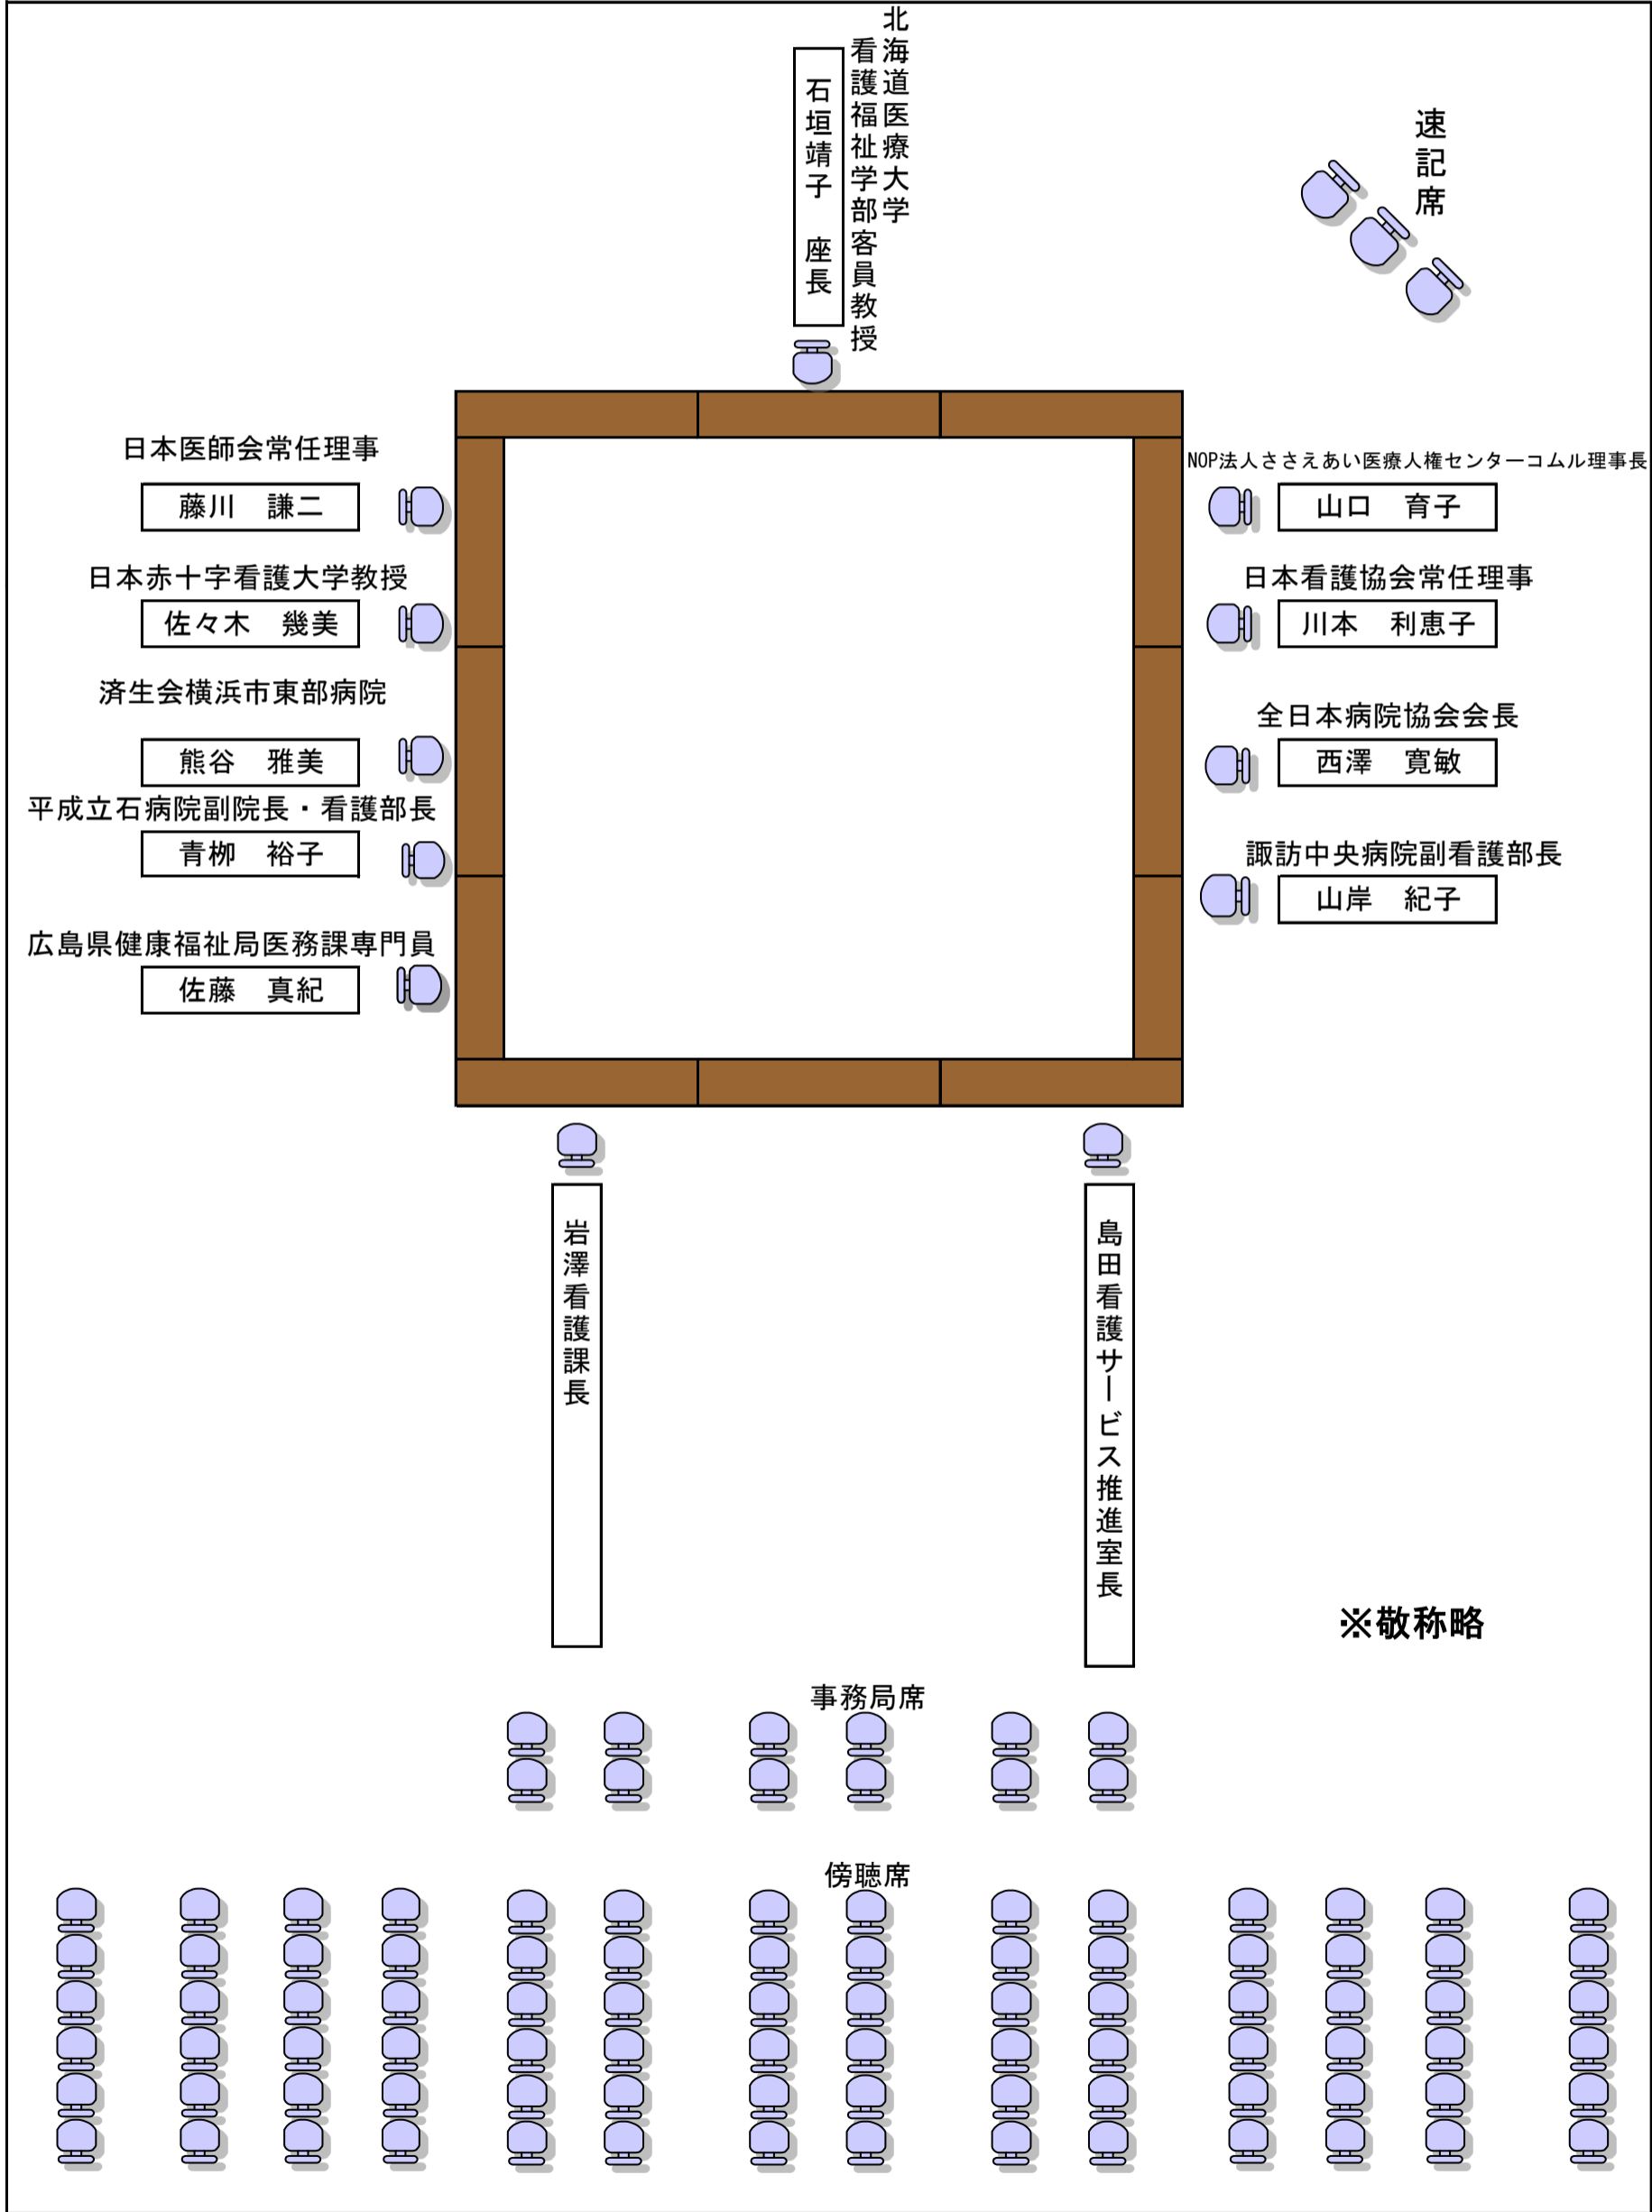 北海道医療大学
看護福祉学部客員教授
石垣靖子　座長
速記席
日本医師会常任理事
藤川　謙二
日本赤十字看護大学教授
佐々木　幾美
済生会横浜市東部病院
熊谷　雅美
平成立石病院副院長・看護部長
青栁　裕子
広島県健康福祉局医務課専門員
佐藤　真紀
NOP法人ささえあい医療人権センターコムル理事長
山口　育子
日本看護協会常任理事
川本　利恵子
全日本病院協会会長
西澤　寛敏
諏訪中央病院副看護部長
山岸　紀子
岩澤看護課長
島田看護サービス推進室長
※敬称略
事務局席
傍聴席